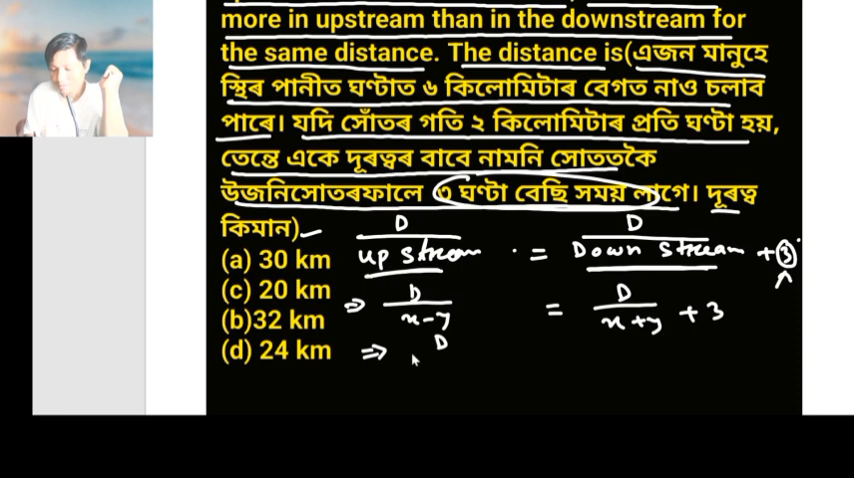 more in upstream than in the downstream for
the same distance. The distance is(এজন মানুহে
স্থিৰ পানীত ঘণ্টাত ৬ কিলোমিটাৰ বেগত নাও চলাব
পাৰে। যদি সোঁতৰ গতি ২ কিলোমিটাৰ প্ৰতি ঘণ্টা হয়,
তেন্তে একে দূৰত্বৰ বাবে নামনি সোততকৈ
উজনিসোতৰফালে ৩ ঘণ্টা বেছি সময় লাগে। দূৰত্ব
কিমান)
D / up stream = D / Down stream + 3
(a) 30 km
(c) 20 km
⇒ D / x-y = D / x+y + 3
(b)32 km
(d) 24 km ⇒ D